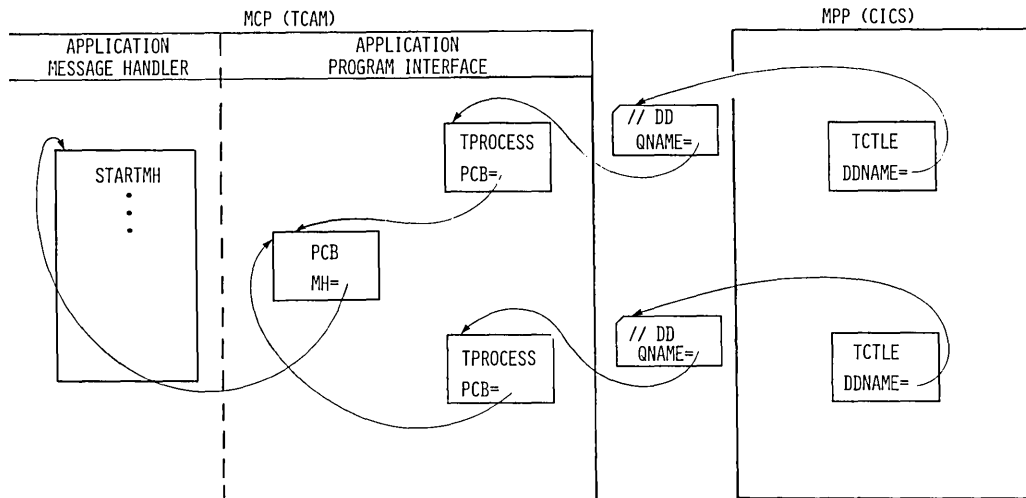 MCP (TCAM)
MPP (CICS)
APPLICATION
MESSAGE HANDLER
APPLICATION
PROGRAM INTERFACE
// DD
QNAME=
TPROCESS
PCB=
TCTLE
DDNAME=
STARTMH
PCB
MH=
// DD
QNAME=
TPROCESS
PCB=
TCTLE
DDNAME=